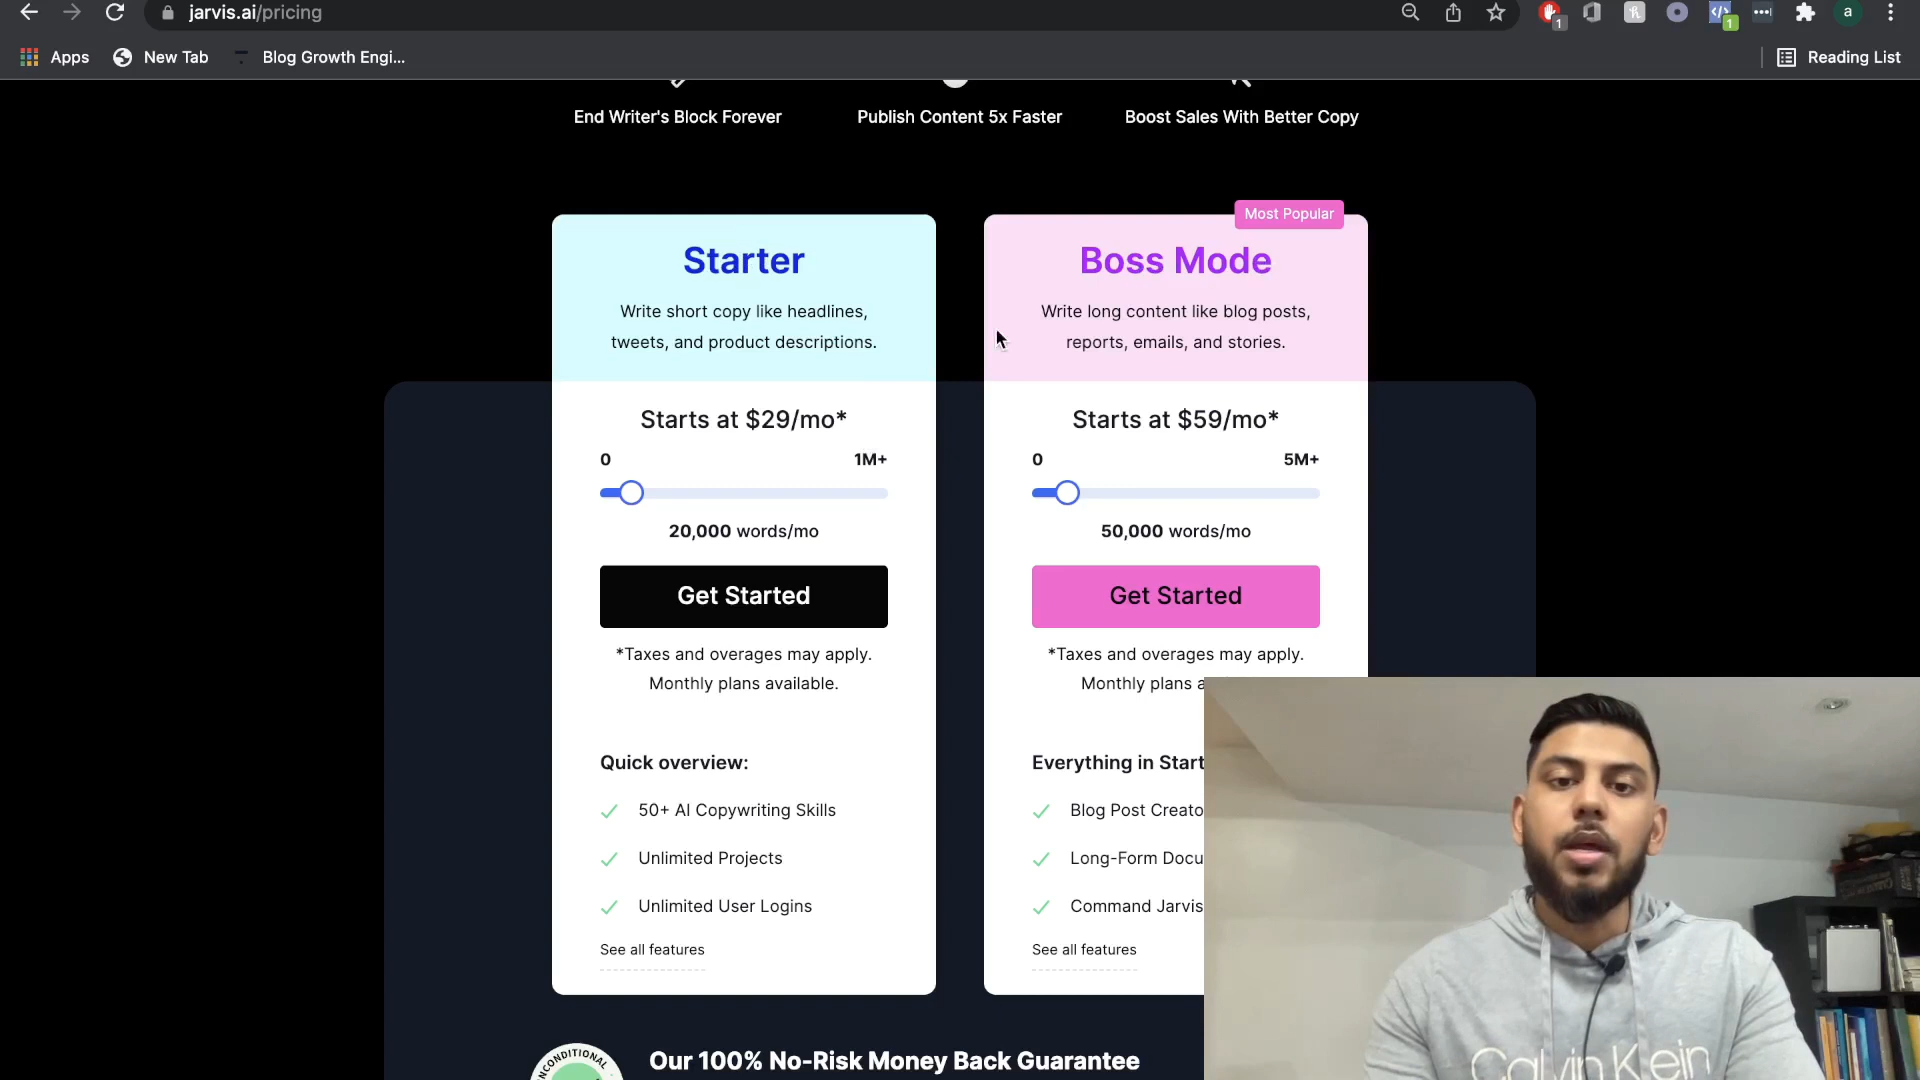 jarvis.ai/pricing
1
1
a
Apps
New Tab
Blog Growth Engi...
Reading List
End Writer's Block Forever
Publish Content 5x Faster
Boost Sales With Better Copy
Most Popular
Starter
Write short copy like headlines,
tweets, and product descriptions.
Starts at $29/mo*
0
1M+
20,000 words/mo
Get Started
*Taxes and overages may apply.
Monthly plans available.
Quick overview:
50+ AI Copywriting Skills
Unlimited Projects
Unlimited User Logins
See all features
Boss Mode
Write long content like blog posts,
reports, emails, and stories.
Starts at $59/mo*
0
5M+
50,000 words/mo
Get Started
*Taxes and overages may apply.
Monthly plans a
Everything in Start
Blog Post Creato
Long-Form Docu
Command Jarvis
See all features
CONDITIONAL
Our 100% No-Risk Money Back Guarantee
Calvin Klein